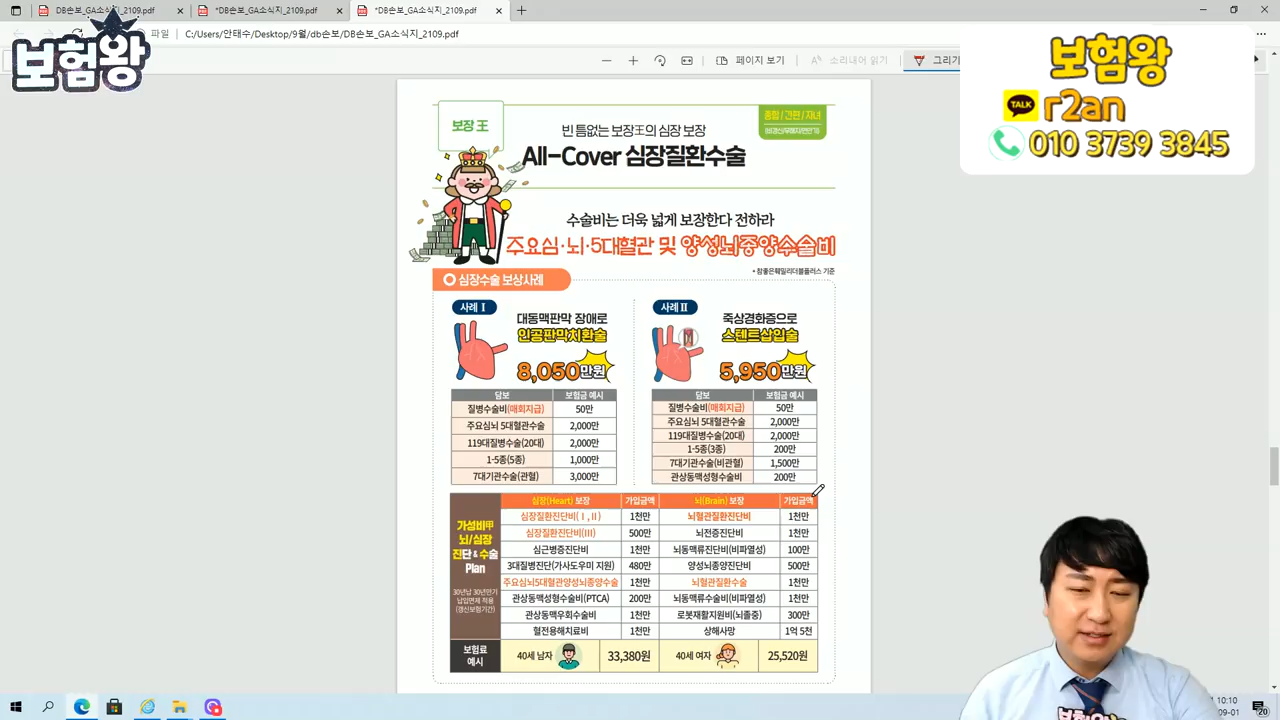 DB손보_GA소식지_2109.pdf
*DB손보_GA소식지_2109.pdf
*DB손보_GA소식지_2109.pdf
파일
C:/Users/안태수/Desktop/9월/db손보/DB손보_GA소식지_2109.pdf
보험왕
페이지 보기
소리내어 읽기
그리기
보험왕
TALK
r2an
010 3739 3845
보장 王
빈 틈없는 보장王의 심장 보장
All-Cover 심장질환수술
종합 / 간편 / 자녀
수술비는 더욱 넓게 보장한다 전하라
주요심·뇌·5대혈관 및 양성뇌종양수술비
• 참좋은훼밀리더블플러스 기준
심장수술 보상사례
사례 I
대동맥판막 장애로
인공판막치환술
8,050만원
담보 보험금 예시
질병수술비(매회지급) 50만
주요심뇌 5대혈관수술 2,000만
119대질병수술(20대) 2,000만
1-5종(5종) 1,000만
7대기관수술(관혈) 3,000만
사례 II
죽상경화증으로
스텐트삽입술
5,950만원
담보 보험금 예시
질병수술비(매회지급) 50만
주요심뇌 5대혈관수술 2,000만
119대질병수술(20대) 2,000만
1-5종(3종) 200만
7대기관수술(비관혈) 1,500만
관상동맥성형수술비 200만
가성비甲
뇌/심장
진단 & 수술
Plan
30년납 30년만기
납입면제 적용
(갱신보험기간)
심장(Heart) 보장 가입금액 뇌(Brain) 보장 가입금액
심장질환진단비(Ⅰ,Ⅱ) 1천만 뇌혈관질환진단비 1천만
심장질환진단비(III) 500만 뇌전증진단비 1천만
심근병증진단비 1천만 뇌동맥류진단비(비파열성) 100만
3대질병진단(가사도우미 지원) 480만 양성뇌종양진단비 500만
주요심뇌5대혈관양성뇌종양수술 1천만 뇌혈관질환수술 1천만
관상동맥성형수술비(PTCA) 200만 뇌동맥류수술비(비파열성) 1천만
관상동맥우회수술비 1천만 로봇재활지원비(뇌졸중) 300만
혈전용해치료비 1천만 상해사망 1억 5천
보험료
예시
40세 남자 33,380원 40세 여자 25,520원
보험왕
10:10
09-01
20